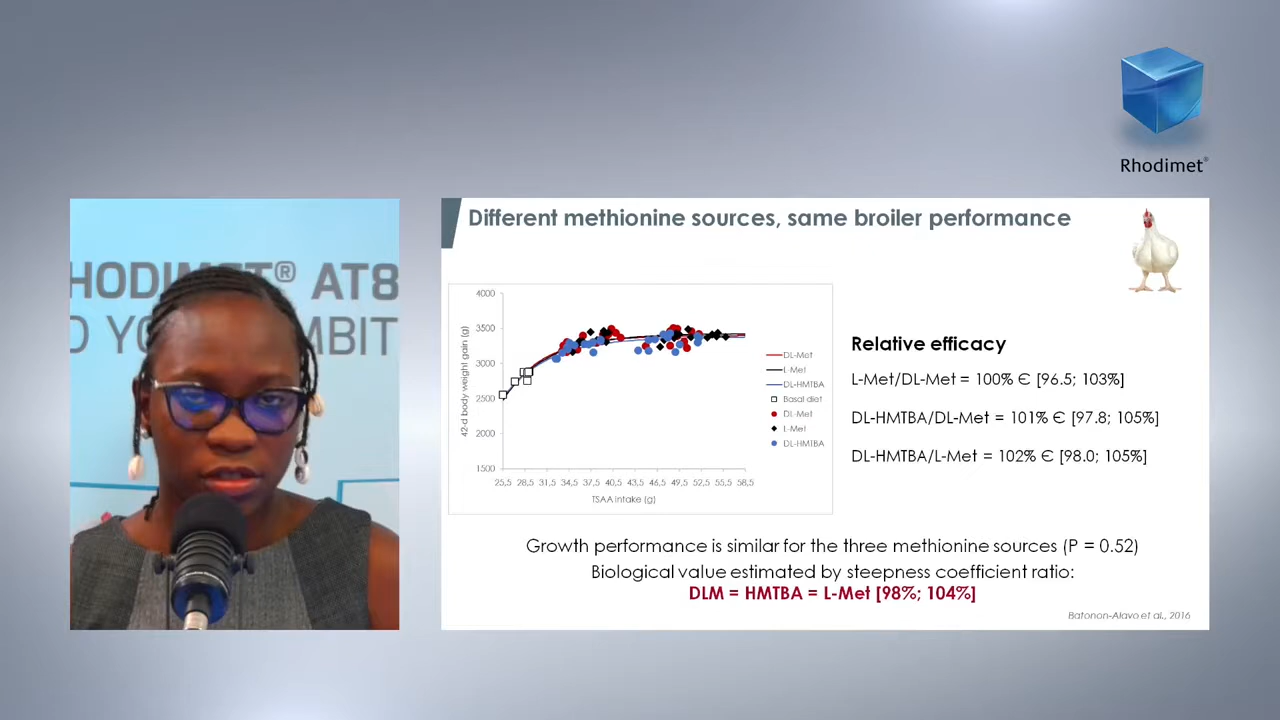 Rhodimet®
HODIMET® AT8
Different methionine sources, same broiler performance
4000
3500
3000
2500
2000
1500
42-d body weight gain (g)
25,5 28,5 31,5 34,5 37,5 40,5 43,5 46,5 49,5 52,5 55,5 58,5
TSAA Intake (g)
DL-Met
L-Met
DL-HMTBA
Basal diet
DL-Met
L-Met
DL-HMTBA
Relative efficacy
L-Met/DL-Met = 100% Є [96.5; 103%]
DL-HMTBA/DL-Met = 101% Є [97.8; 105%]
DL-HMTBA/L-Met = 102% Є [98.0; 105%]
Growth performance is similar for the three methionine sources (P = 0.52)
Biological value estimated by steepness coefficient ratio:
DLM = HMTBA = L-Met [98%; 104%]
Batonon-Alavo et al., 2016